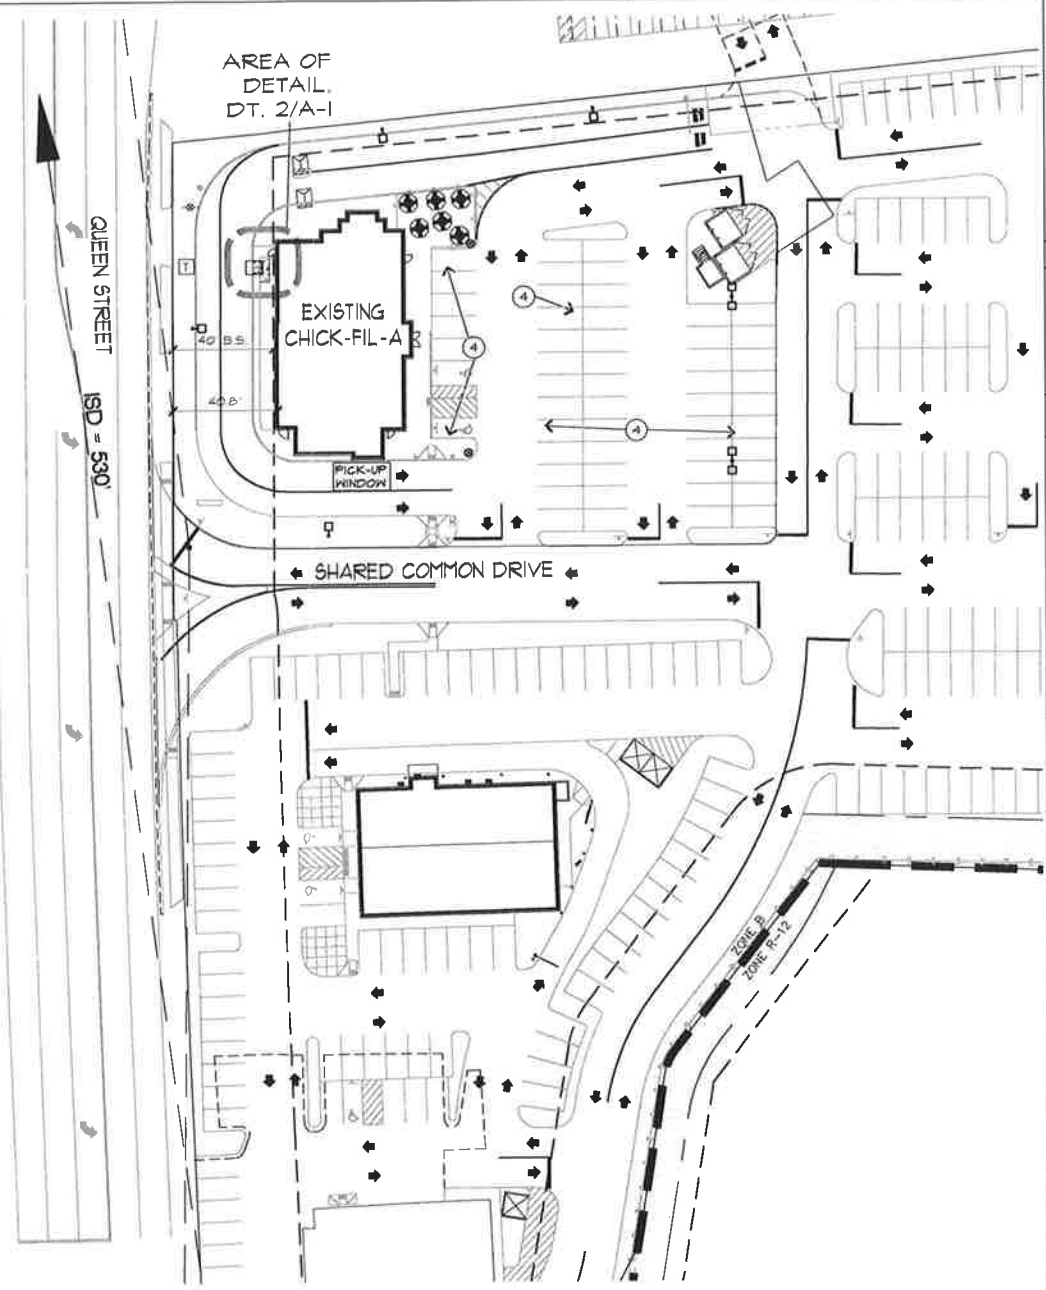 AREA OF
DETAIL
DT. 2/A-1
QUEEN STREET
ISD = 530'
T
EXISTING
CHICK-FIL-A
40' B.S.
40.8'
4
4
4
PICK-UP
WINDOW
SHARED COMMON DRIVE
ZONE B
ZONE R-12